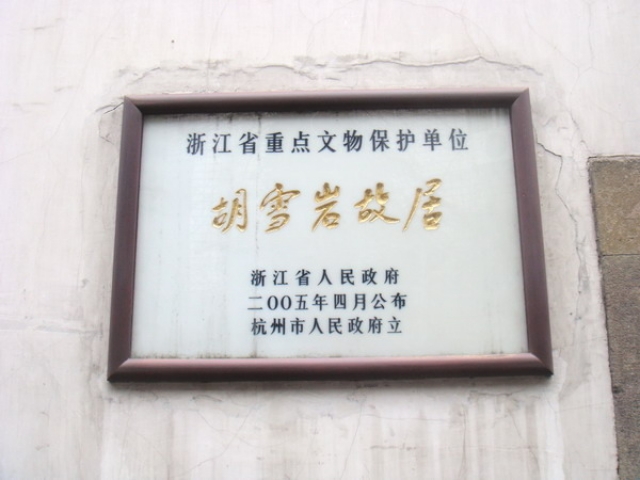 浙江省重点文物保护单位
胡雪岩故居
浙江省人民政府
二〇〇五年四月公布
杭州市人民政府立